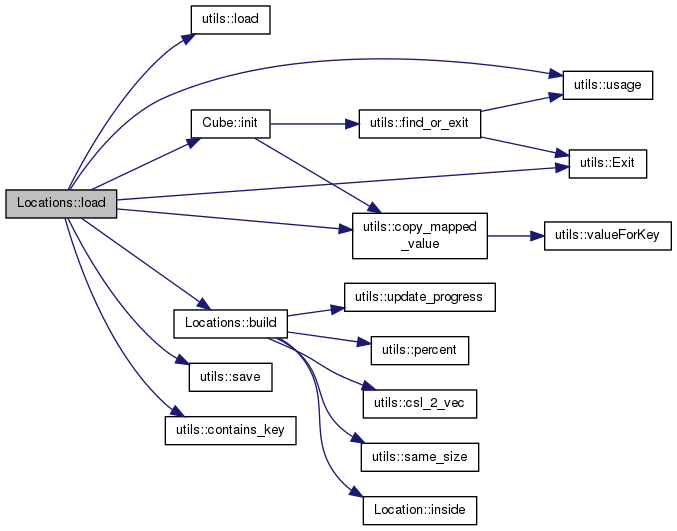 utils::load
utils::usage
Cube::init
utils::find_or_exit
utils::Exit
Locations::load
utils::copy_mapped
_value
utils::valueForKey
utils::update_progress
Locations::build
utils::percent
utils::save
utils::csl_2_vec
utils::contains_key
utils::same_size
Location::inside